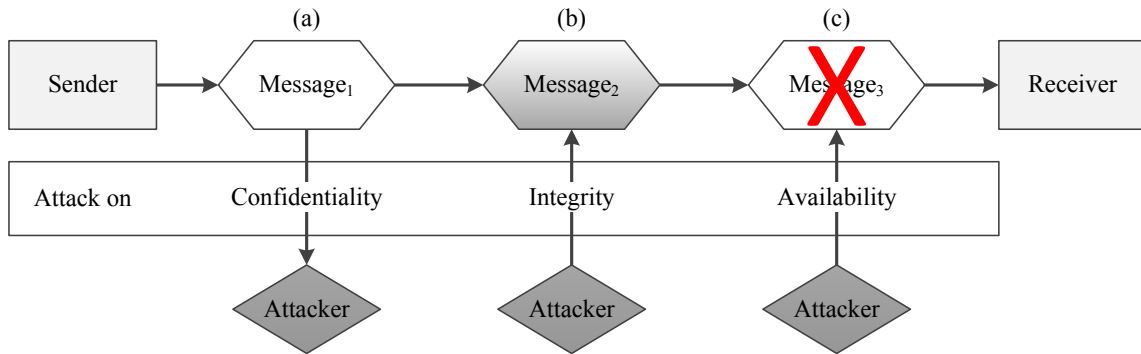 (a) (b) (c)
Sender Message₁ Message₂ Message₃ Receiver
Attack on Confidentiality Integrity Availability
Attacker Attacker Attacker